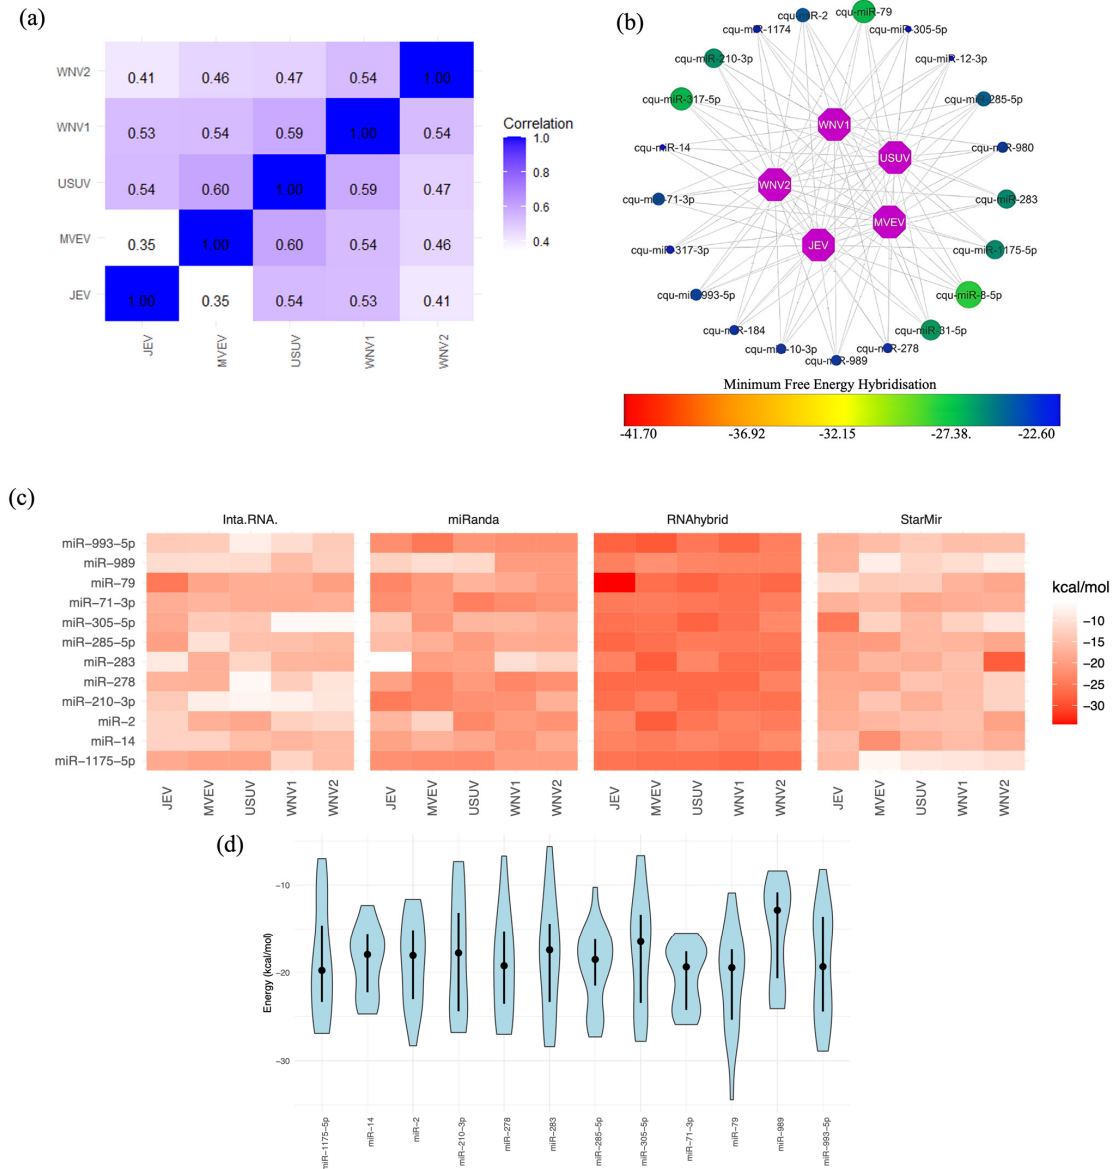 (a)
WNV2 0.41 0.46 0.47 0.54 1.00
WNV1 0.53 0.54 0.59 1.00 0.54
USUV 0.54 0.60 1.00 0.59 0.47
MVEV 0.35 1.00 0.60 0.54 0.46
JEV 1.00 0.35 0.54 0.53 0.41
JEV MVEV USUV WNV1 WNV2
Correlation
1.0
0.8
0.6
0.4
(b)
cqu-miR-2
cqu-miR-79
cqu-miR-1174
cqu-miR-305-5p
cqu-miR-210-3p
cqu-miR-12-3p
cqu-miR-317-5p
cqu-miR-285-5p
WNV1
cqu-miR-14
USUV
cqu-miR-980
WNV2
cqu-miR-71-3p
cqu-miR-283
MVEV
JEV
cqu-miR-317-3p
cqu-miR-1175-5p
cqu-miR-993-5p
cqu-miR-8-5p
cqu-miR-184
cqu-miR-31-5p
cqu-miR-10-3p
cqu-miR-278
cqu-miR-989
Minimum Free Energy Hybridisation
-41.70 -36.92 -32.15 -27.38. -22.60
(c)
Inta.RNA. miRanda RNAhybrid StarMir
miR-993-5p
miR-989
miR-79
miR-71-3p
miR-305-5p
miR-285-5p
miR-283
miR-278
miR-210-3p
miR-2
miR-14
miR-1175-5p
JEV MVEV USUV WNV1 WNV2 JEV MVEV USUV WNV1 WNV2 JEV MVEV USUV WNV1 WNV2 JEV MVEV USUV WNV1 WNV2
kcal/mol
-10
-15
-20
-25
-30
(d)
Energy (kcal/mol)
-10
-20
-30
miR-1175-5p miR-14 miR-2 miR-210-3p miR-278 miR-283 miR-285-5p miR-305-5p miR-71-3p miR-79 miR-989 miR-993-5p